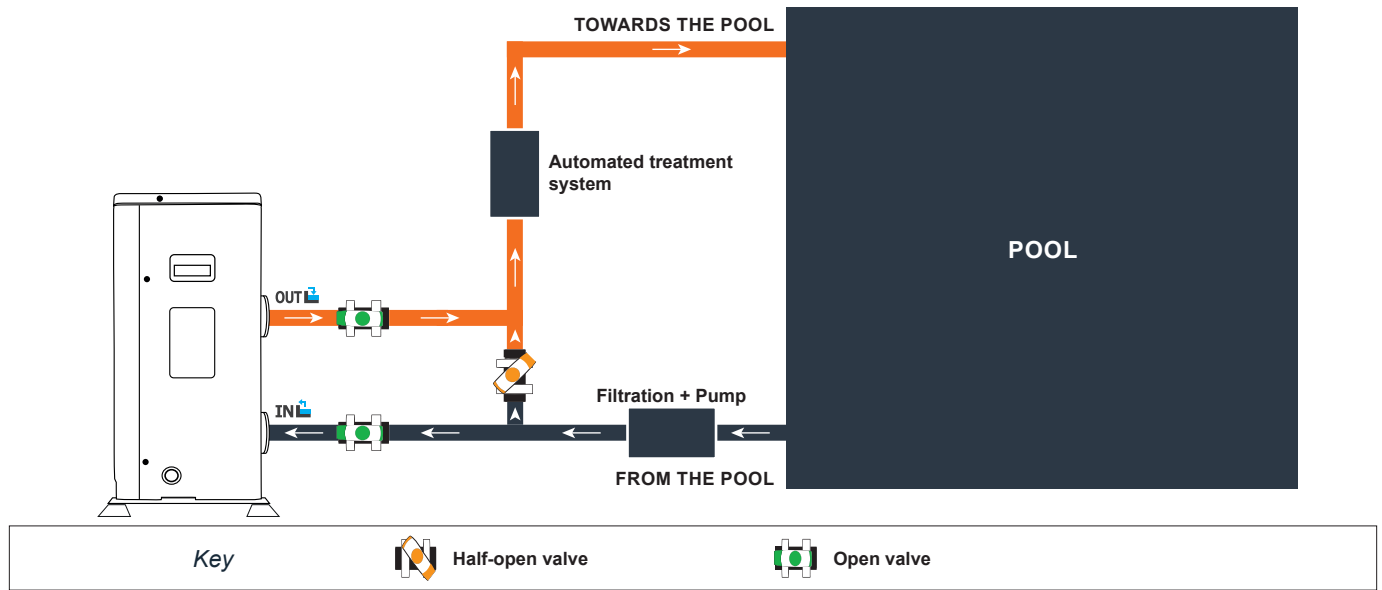 TOWARDS THE POOL
Automated treatment
system
POOL
OUT
IN
Filtration + Pump
FROM THE POOL
Key
Half-open valve
Open valve